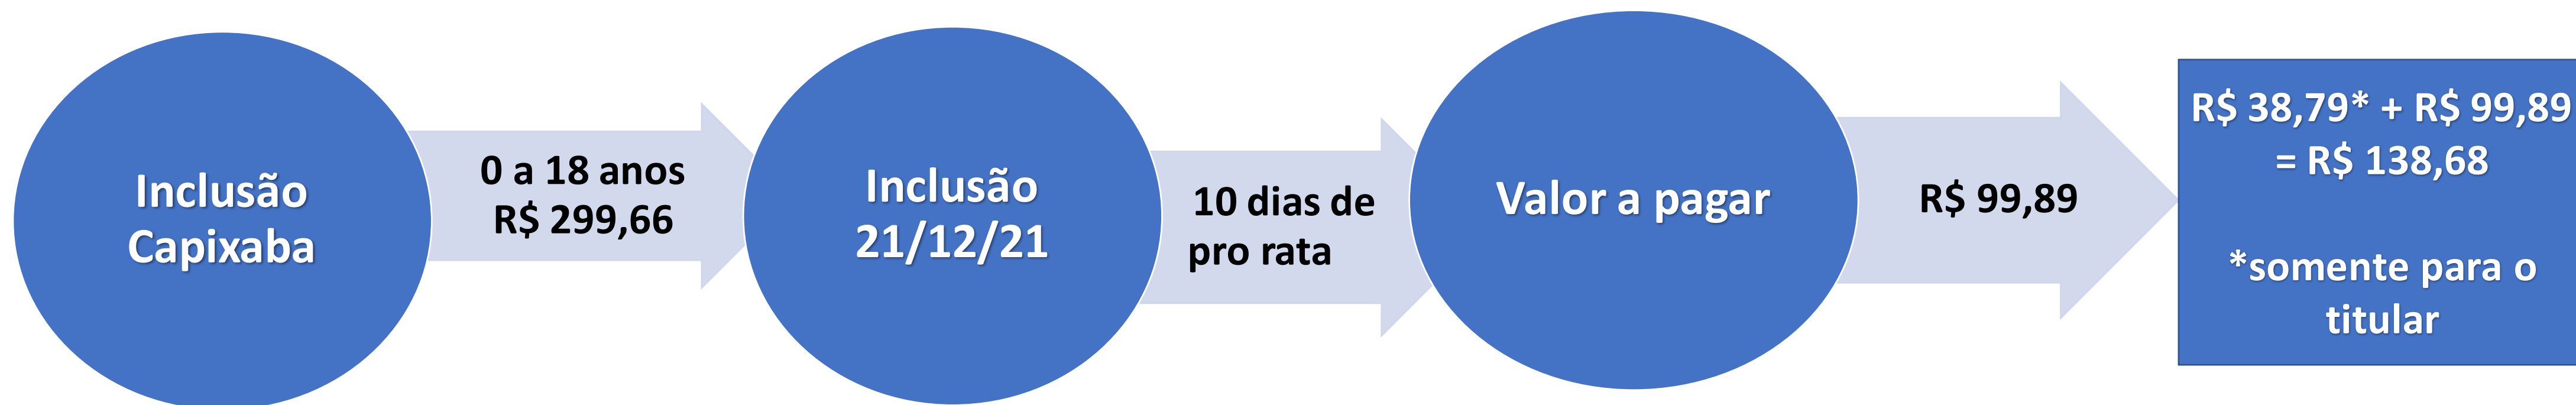 Inclusão
Capixaba
0 a 18 anos
R$ 299,66
Inclusão
21/12/21
10 dias de
pro rata
Valor a pagar
R$ 99,89
R$ 38,79* + R$ 99,89
= R$ 138,68
*somente para o
titular